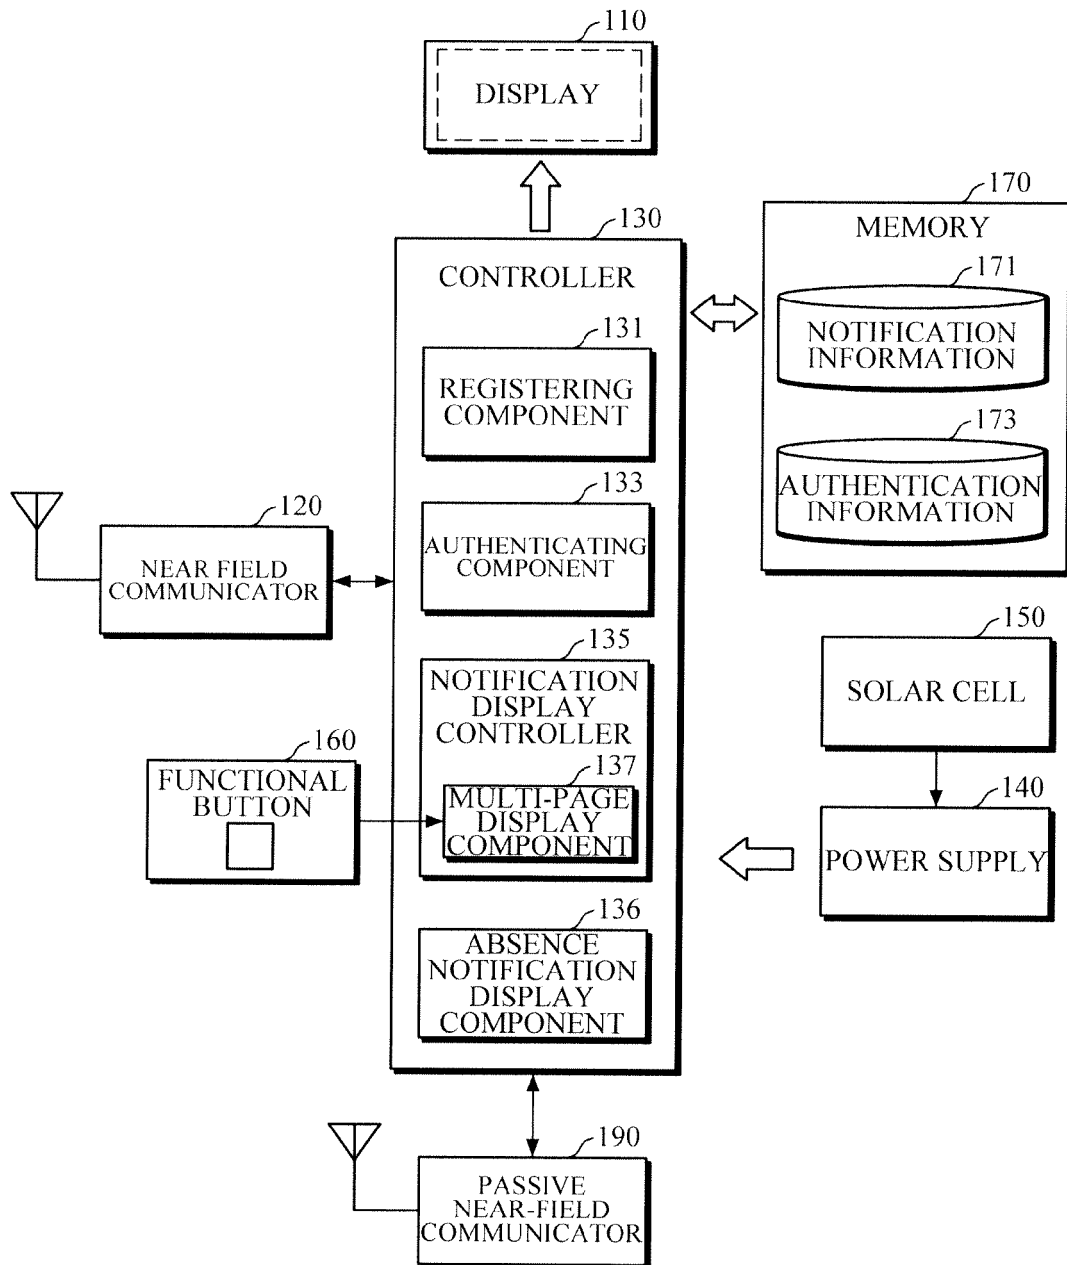 110
DISPLAY
130
CONTROLLER
170
MEMORY
171
NOTIFICATION
INFORMATION
173
AUTHENTICATION
INFORMATION
131
REGISTERING
COMPONENT
133
AUTHENTICATING
COMPONENT
120
NEAR FIELD
COMMUNICATOR
135
NOTIFICATION
DISPLAY
CONTROLLER
137
MULTI-PAGE
DISPLAY
COMPONENT
160
FUNCTIONAL
BUTTON
150
SOLAR CELL
140
POWER SUPPLY
136
ABSENCE
NOTIFICATION
DISPLAY
COMPONENT
190
PASSIVE
NEAR-FIELD
COMMUNICATOR